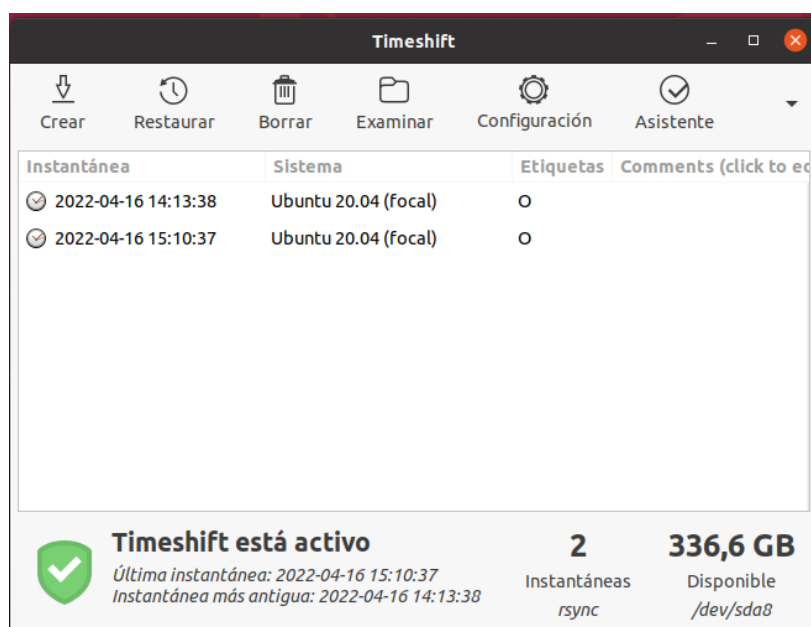 Timeshift
Crear Restaurar Borrar Examinar Configuración Asistente
Instantánea Sistema Etiquetas Comments (click to ed
2022-04-16 14:13:38 Ubuntu 20.04 (focal) O
2022-04-16 15:10:37 Ubuntu 20.04 (focal) O
Timeshift está activo
Última instantánea: 2022-04-16 15:10:37
Instantánea más antigua: 2022-04-16 14:13:38
2
Instantáneas
rsync
336,6 GB
Disponible
/dev/sda8